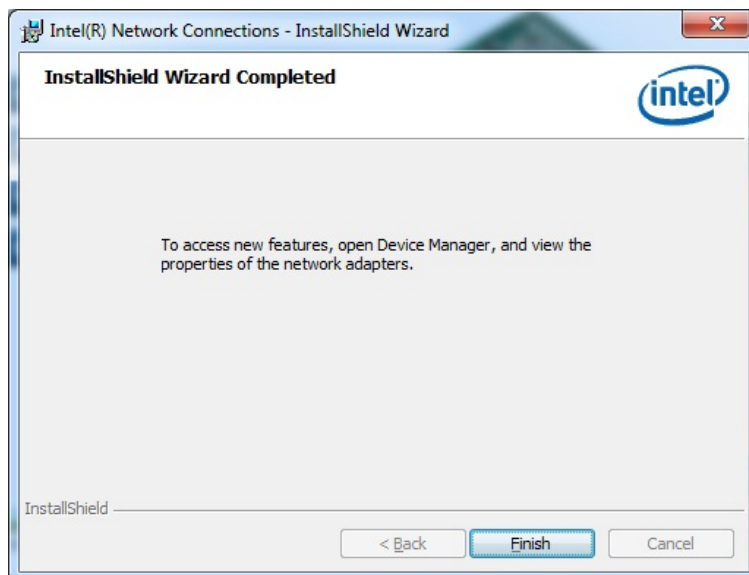 Intel(R) Network Connections - InstallShield Wizard
InstallShield Wizard Completed
intel
To access new features, open Device Manager, and view the
properties of the network adapters.
InstallShield
< Back
Finish
Cancel